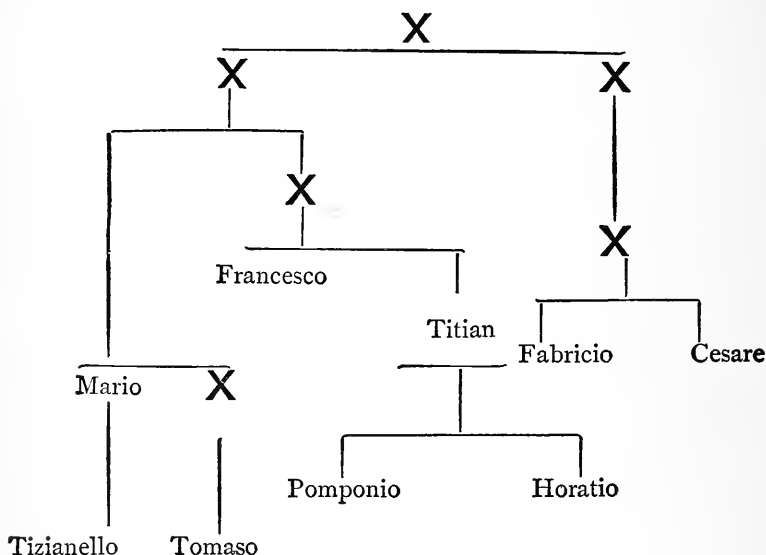 X
X X
X
X
Francesco
Titian
Fabricio Cesare
Mario X
Pomponio Horatio
Tizianello Tomaso